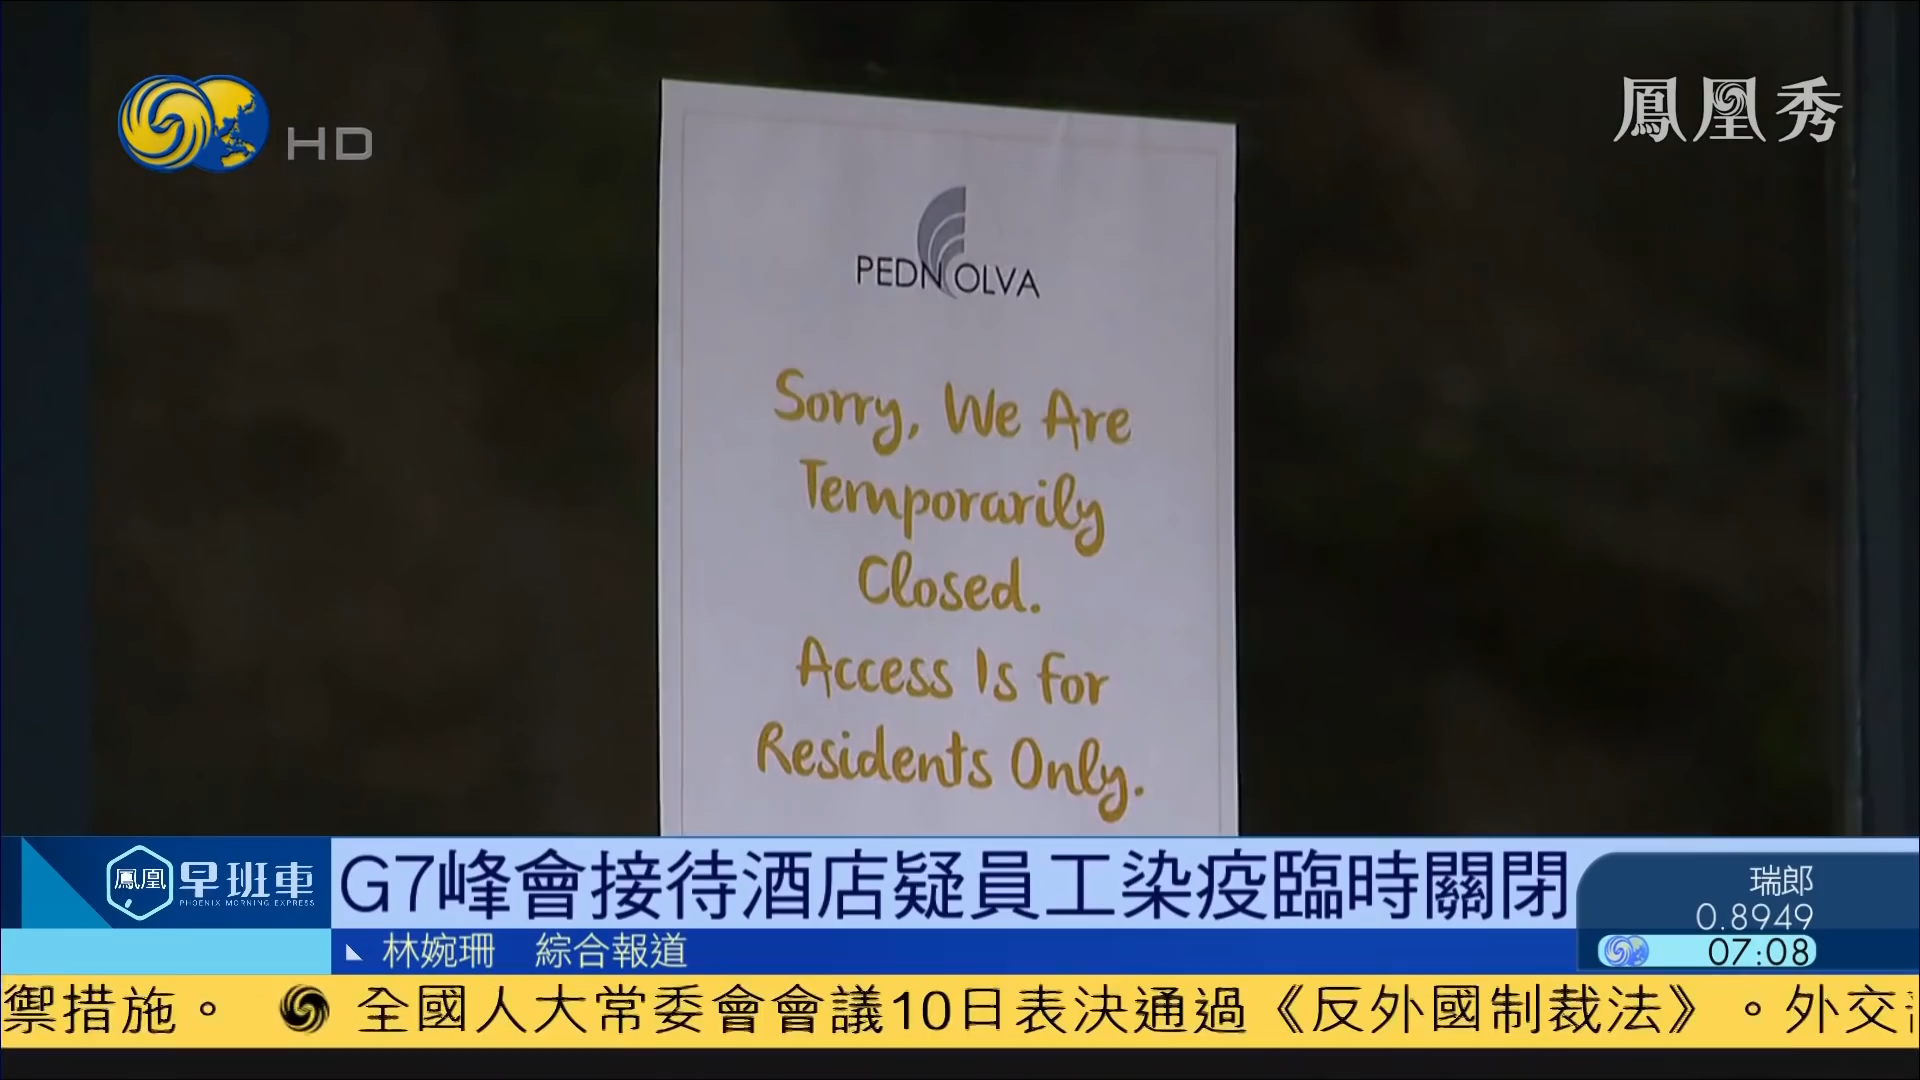 HD
鳳凰秀
PEDN OLVA
Sorry, We Are
Temporarily
Closed.
Access Is for
Residents Only.
鳳凰 早班車
PHOENIX MORNING EXPRESS
G7峰會接待酒店疑員工染疫臨時關閉
林婉珊 綜合報道
瑞郎
0.8949
07:08
禦措施。 全國人大常委會會議10日表決通過《反外國制裁法》。外交